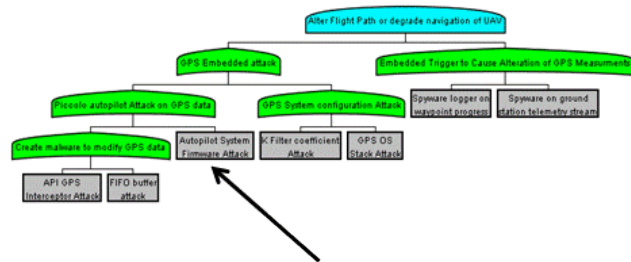 Alter Flight Path or degrade navigation of UAV
GPS Embedded attack
Embedded Trigger to Cause Alteration of GPS Measurments
Piccolo autopilot Attack on GPS data
GPS System configuration Attack
Spyware logger on
waypoint progress
Spyware on ground
station telemetry stream
Create malware to modify GPS data
Autopilot System
Firmware Attack
K Filter coefficient
Attack
GPS OS
Stack Attack
API GPS
Interceptor Attack
FIFO buffer
attack